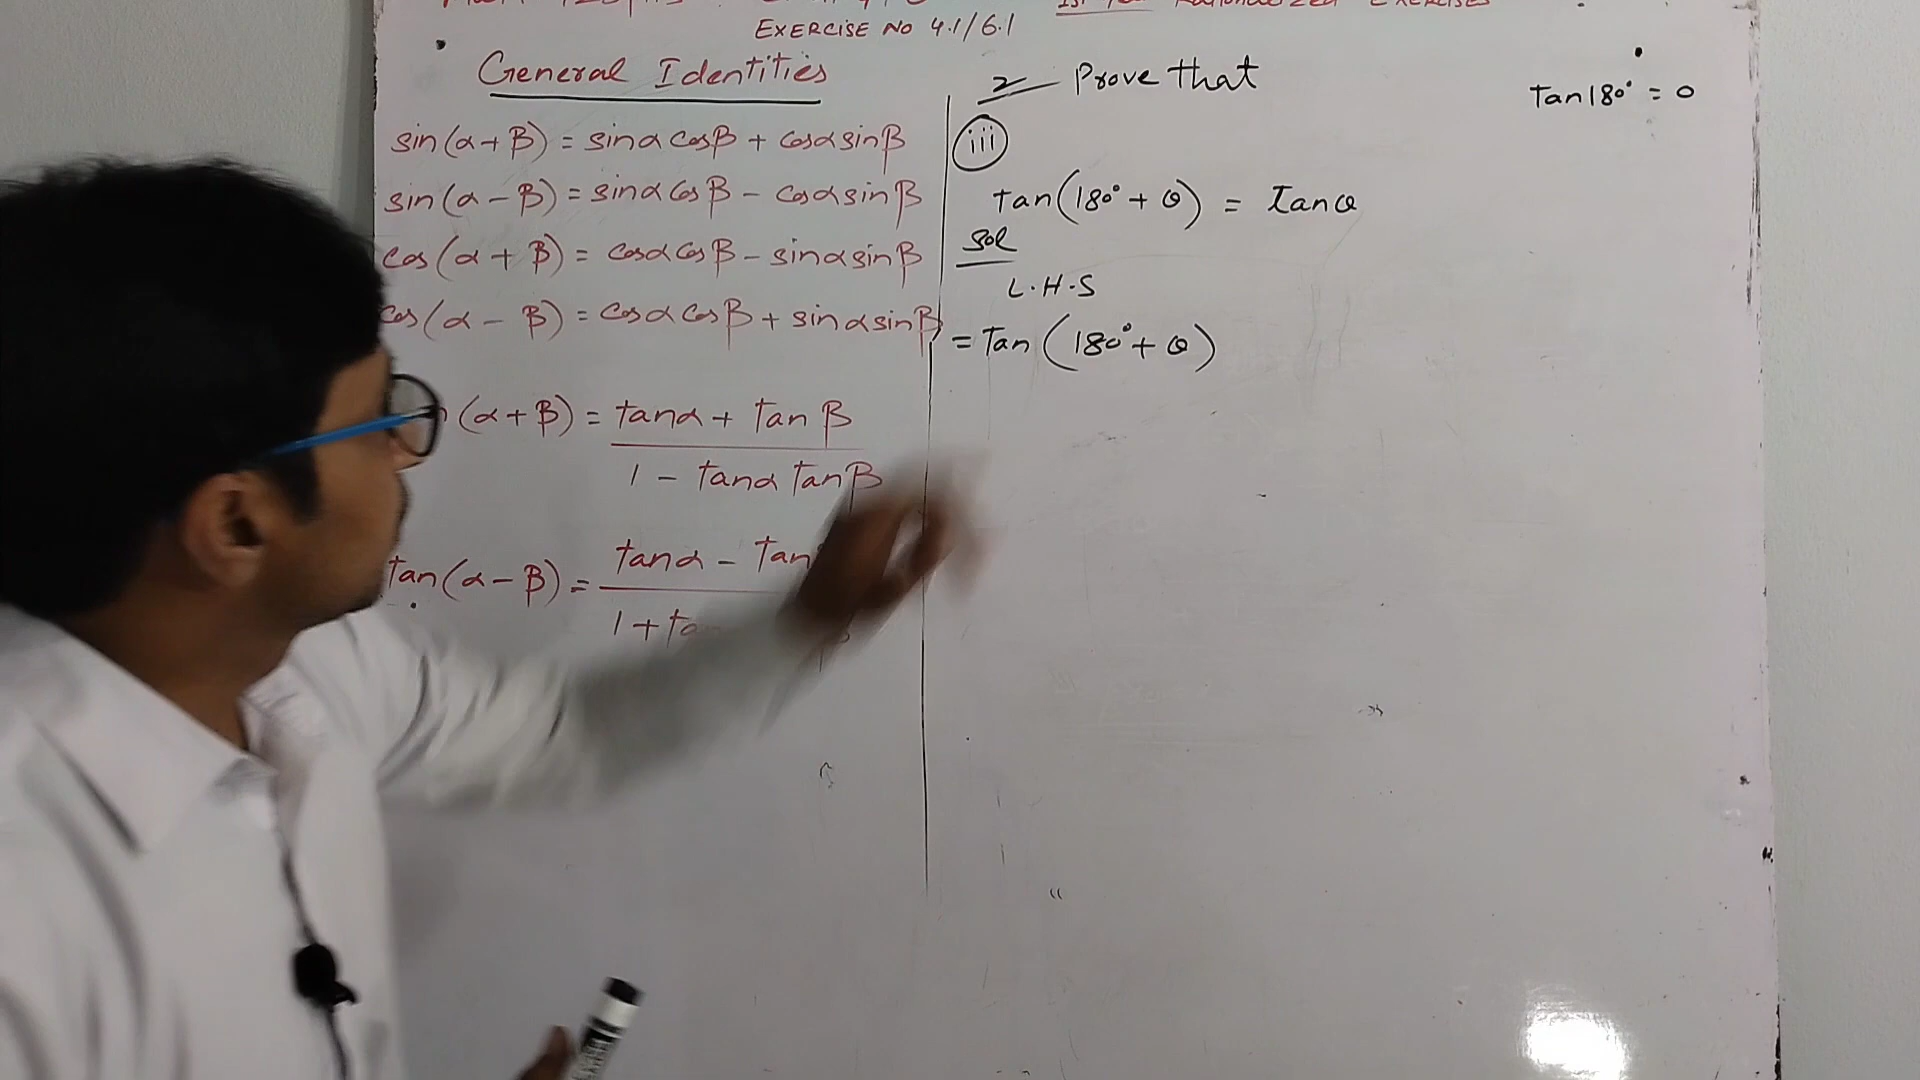 EXERCISE NO 4.1/6.1
General Identities
sin(α+β) = sinα cosβ + cosα sinβ
sin(α-β) = sinα cosβ - cosα sinβ
cos(α+β) = cosα cosβ - sinα sinβ
cos(α-β) = cosα cosβ + sinα sinβ
(α+β) = tanα + tanβ
1 - tanα tanβ
tan(α-β) = tanα - tan
1 + ta
2 Prove that
iii
tan(180° + θ) = tanθ
Sol
L.H.S
= tan(180° + θ)
tan180° = 0